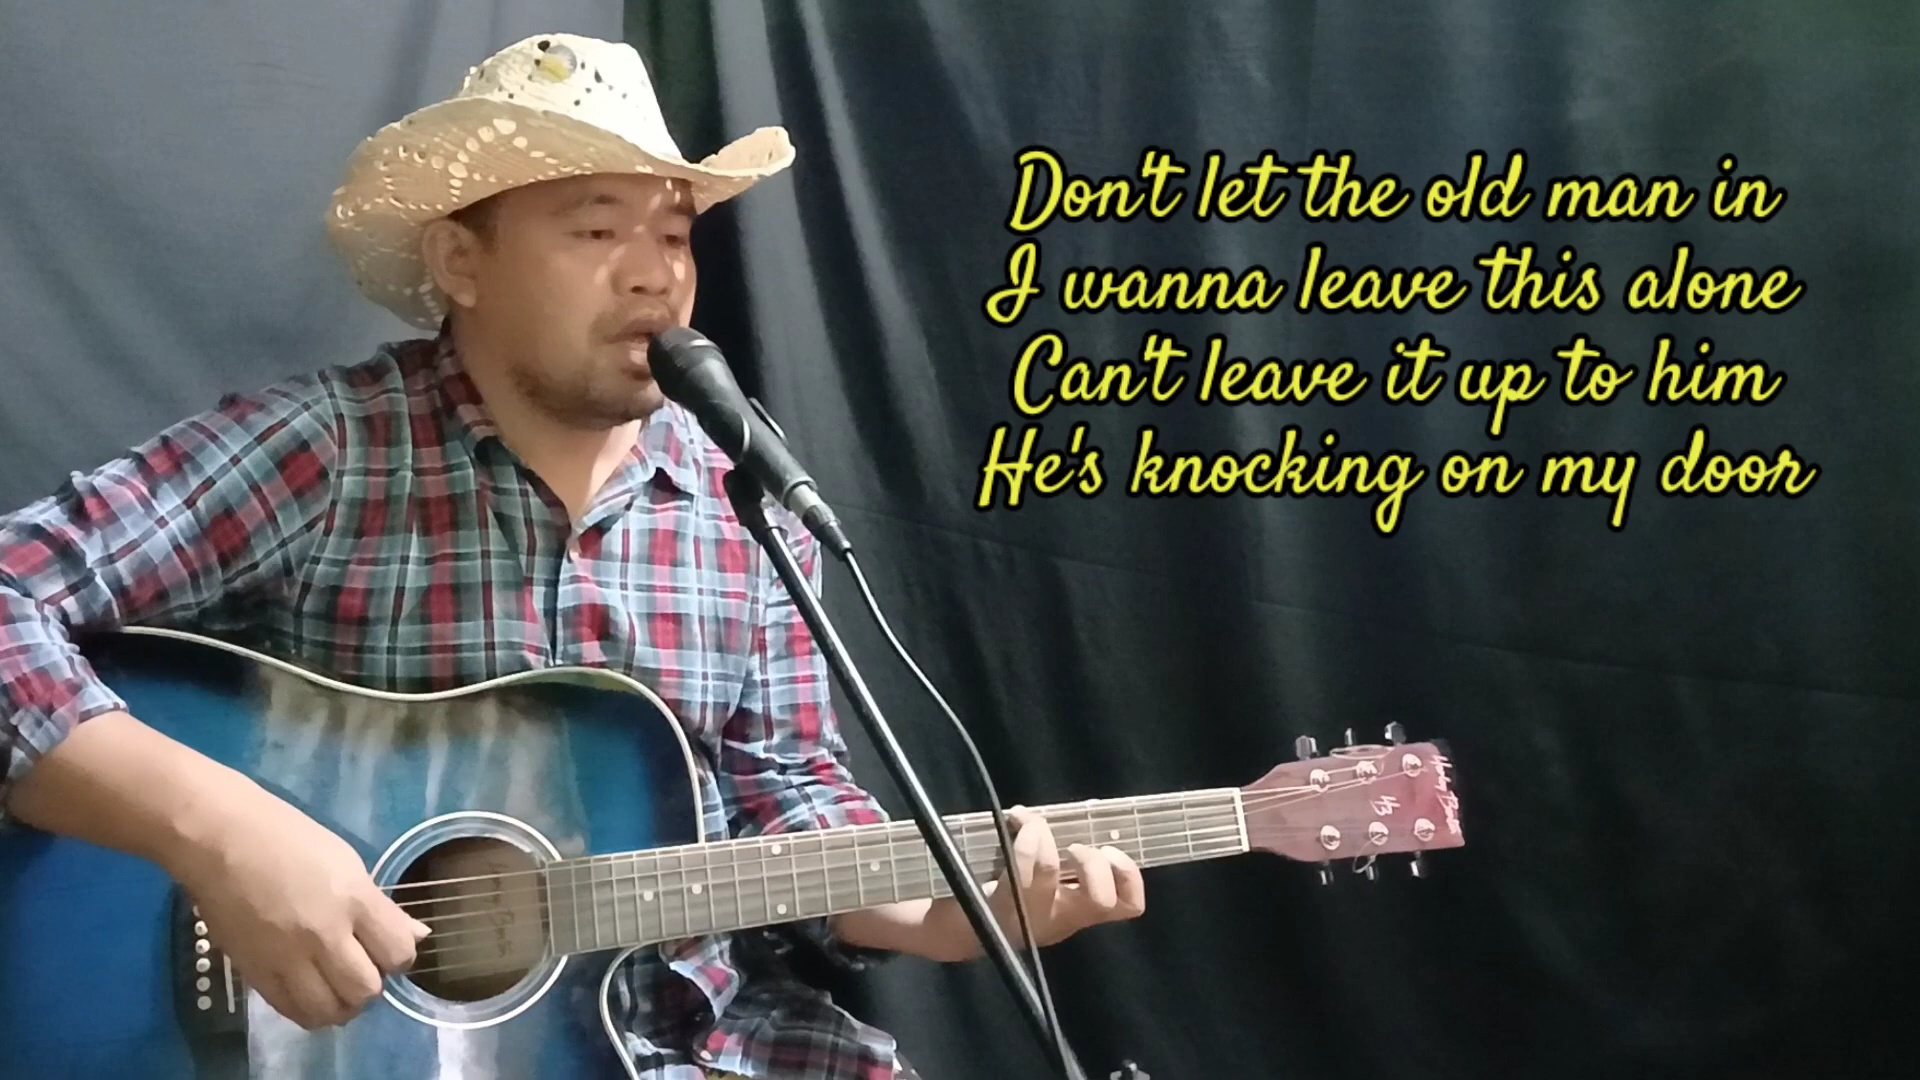 Don't let the old man in
I wanna leave this alone
Can't leave it up to him
He's knocking on my door